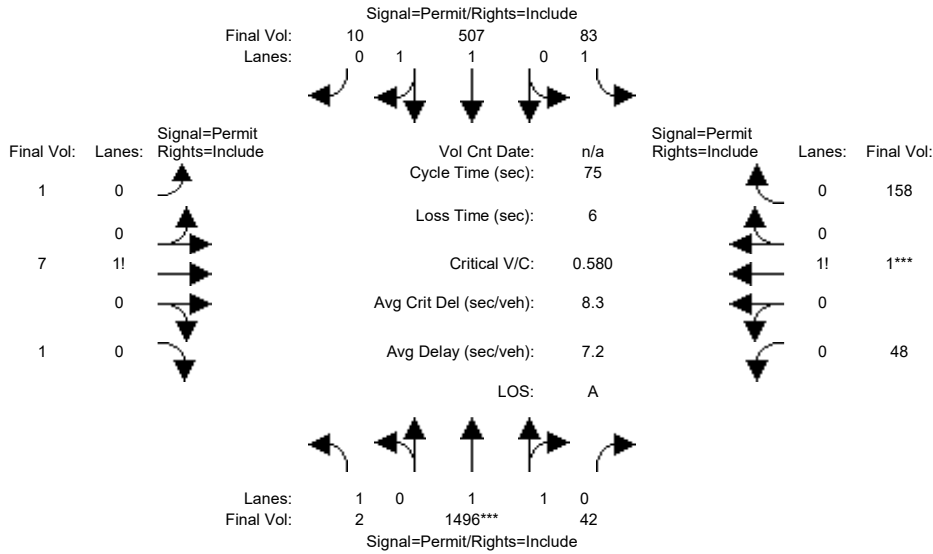 Signal=Permit/Rights=Include
Final Vol: 10 507 83
Lanes: 0 1 1 0 1
Signal=Permit Signal=Permit
Final Vol: Lanes: Rights=Include Vol Cnt Date: n/a Rights=Include Lanes: Final Vol:
Cycle Time (sec): 75
1 0 0 158
Loss Time (sec): 6
0 0
7 1! Critical V/C: 0.580 1! 1***
0 Avg Crit Del (sec/veh): 8.3 0
1 0 Avg Delay (sec/veh): 7.2 0 48
LOS: A
Lanes: 1 0 1 1 0
Final Vol: 2 1496*** 42
Signal=Permit/Rights=Include